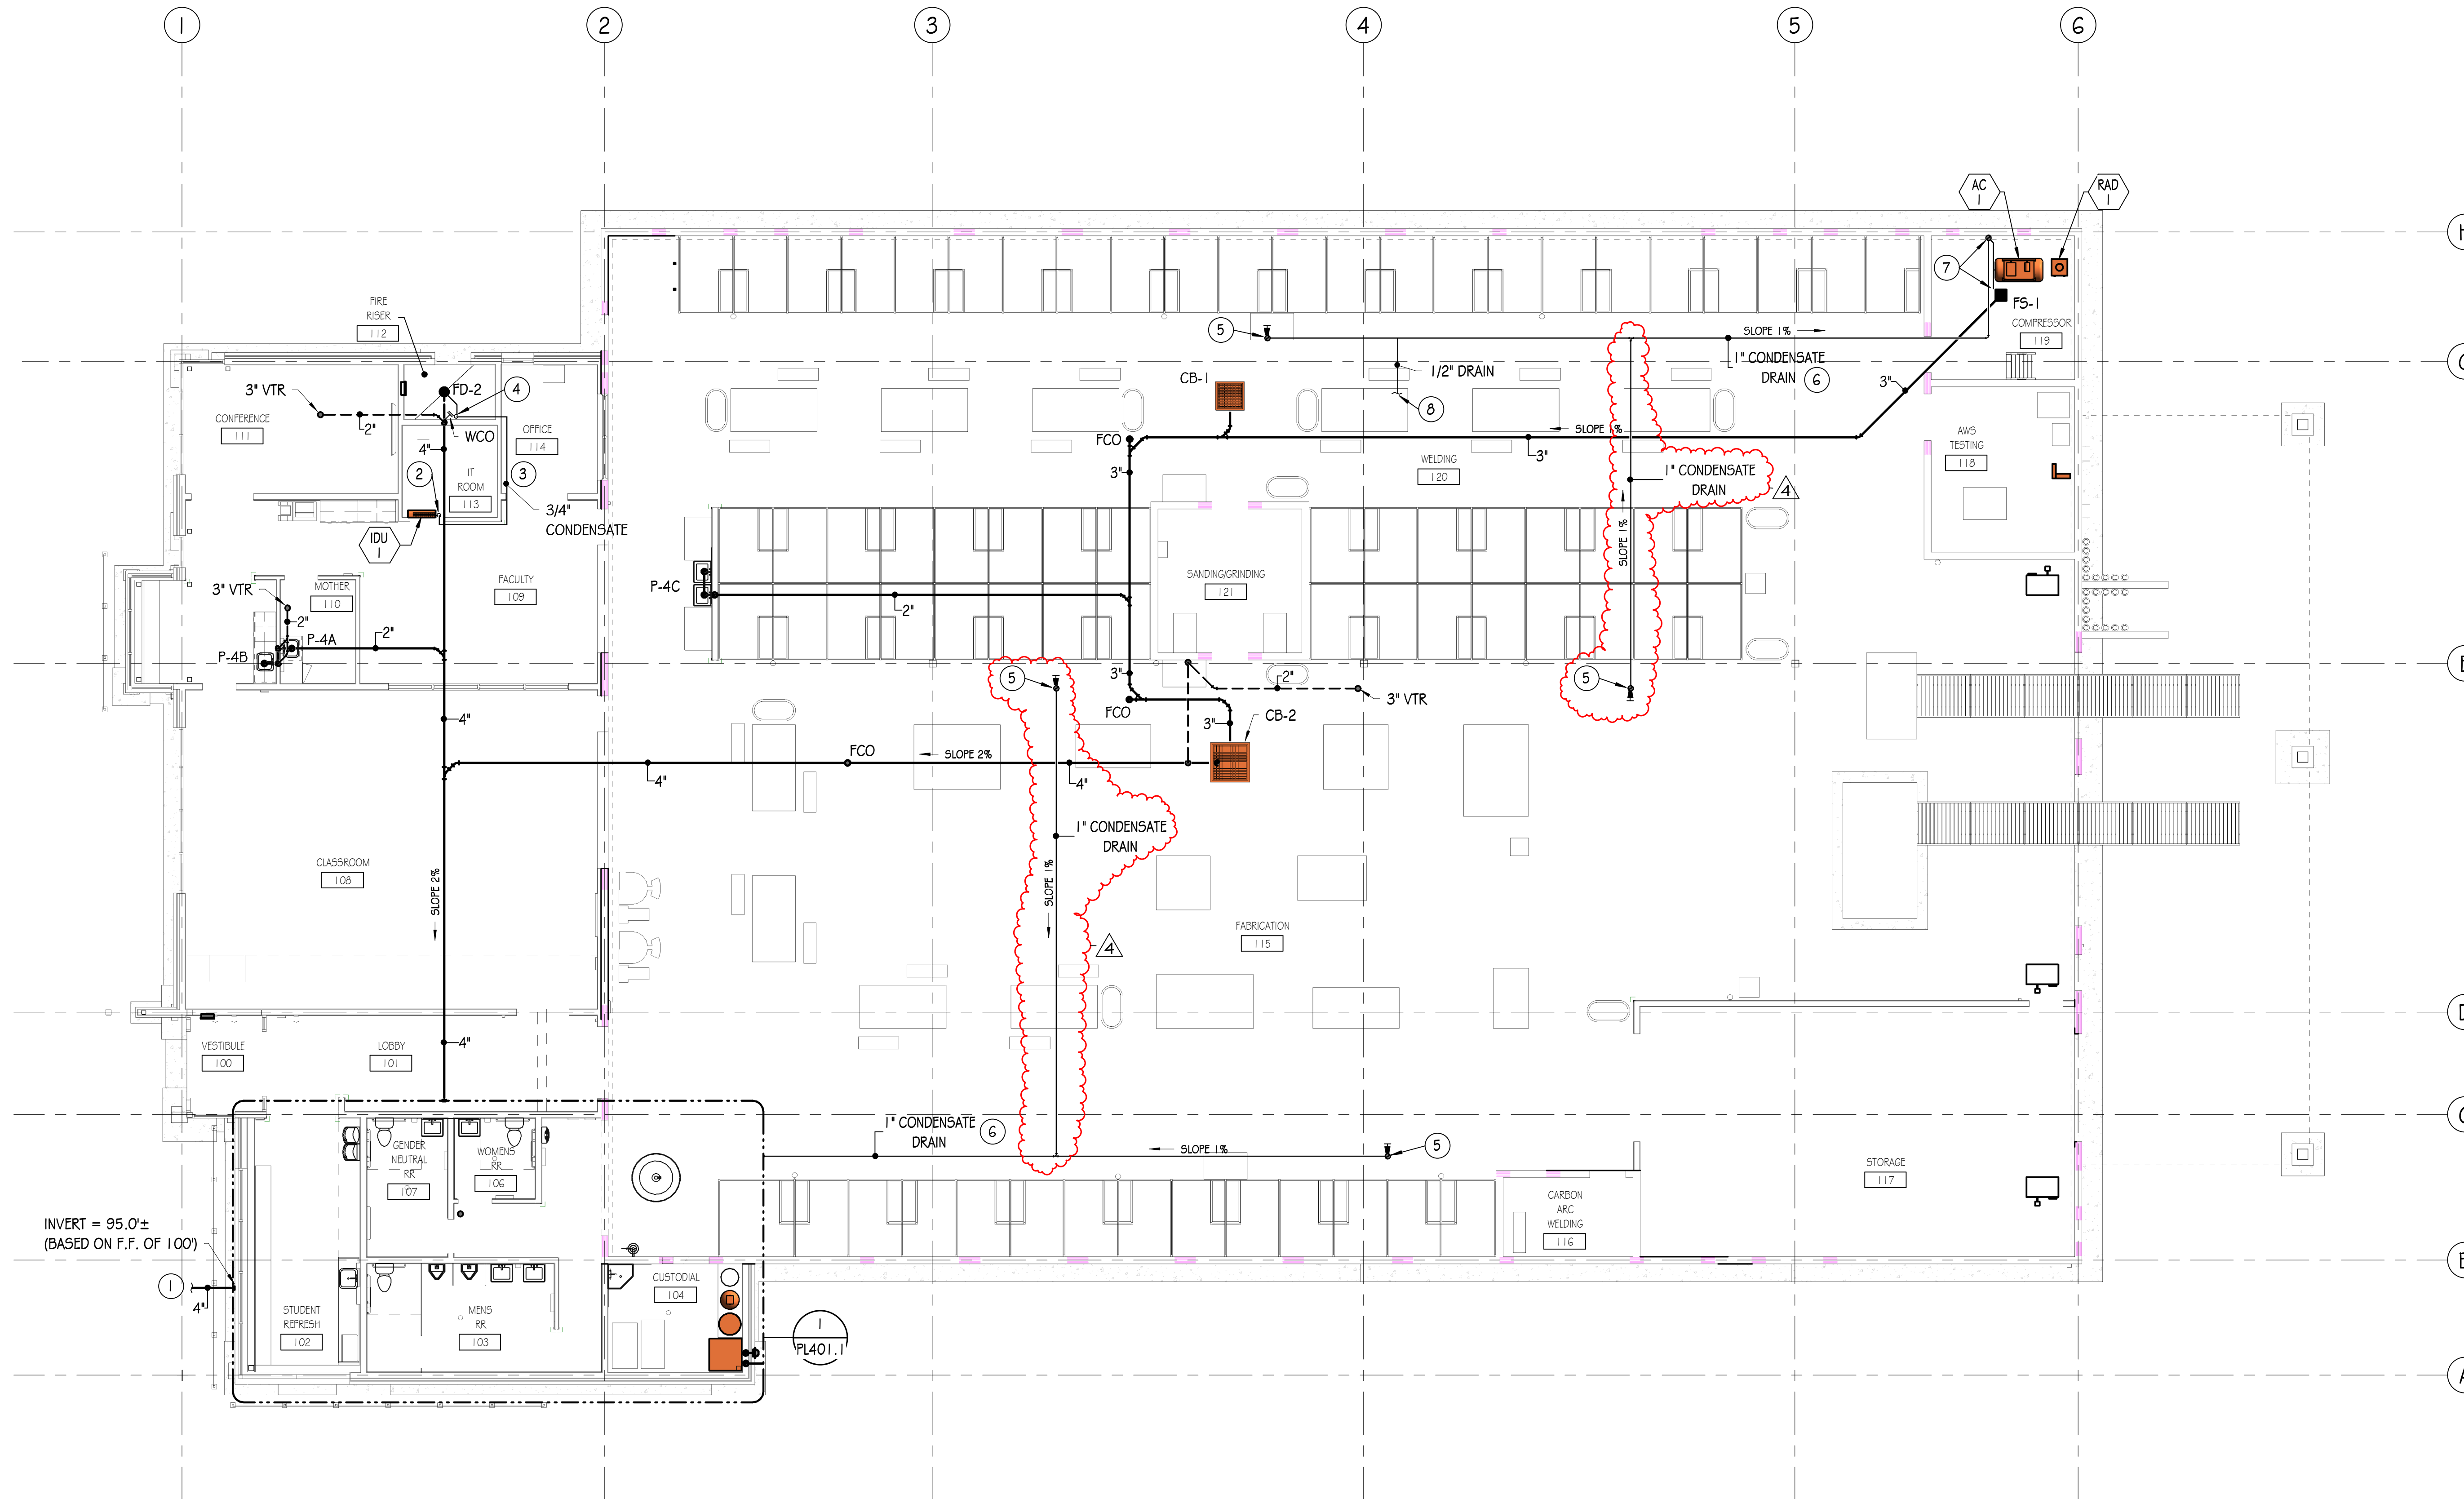 1
2
3
4
5
6
AC
1
RAD
1
H
FIRE
RISER
112
5
SLOPE 1%
7
FS-1
COMPRESSOR
119
1" CONDENSATE
DRAIN
6
1/2" DRAIN
8
CB-1
3" VTR
FD-2
4
2"
WCO
CONFERENCE
111
OFFICE
114
4"
2
3
IT
ROOM
113
3/4"
CONDENSATE
IDU
1
FCO
3"
SLOPE 1%
3"
3"
WELDING
120
AWS
TESTING
118
1" CONDENSATE
DRAIN
4
SLOPE 1%
SANDING/GRINDING
121
P-4C
2"
FACULTY
109
MOTHER
110
3" VTR
2"
P-4A
2"
P-4B
3"
5
5
2"
3" VTR
FCO
3"
CB-2
4"
FCO
SLOPE 2%
4"
4"
1" CONDENSATE
DRAIN
CLASSROOM
108
SLOPE 2%
SLOPE 1%
FABRICATION
115
4
VESTIBULE
100
LOBBY
101
4"
1" CONDENSATE
DRAIN
6
SLOPE 1%
5
GENDER
NEUTRAL
RR
107
WOMENS
RR
106
STORAGE
117
CARBON
ARC
WELDING
116
INVERT = 95.0'±
(BASED ON F.F. OF 100')
1
4"
CUSTODIAL
104
STUDENT
REFRESH
102
MENS
RR
103
1
PL401.1